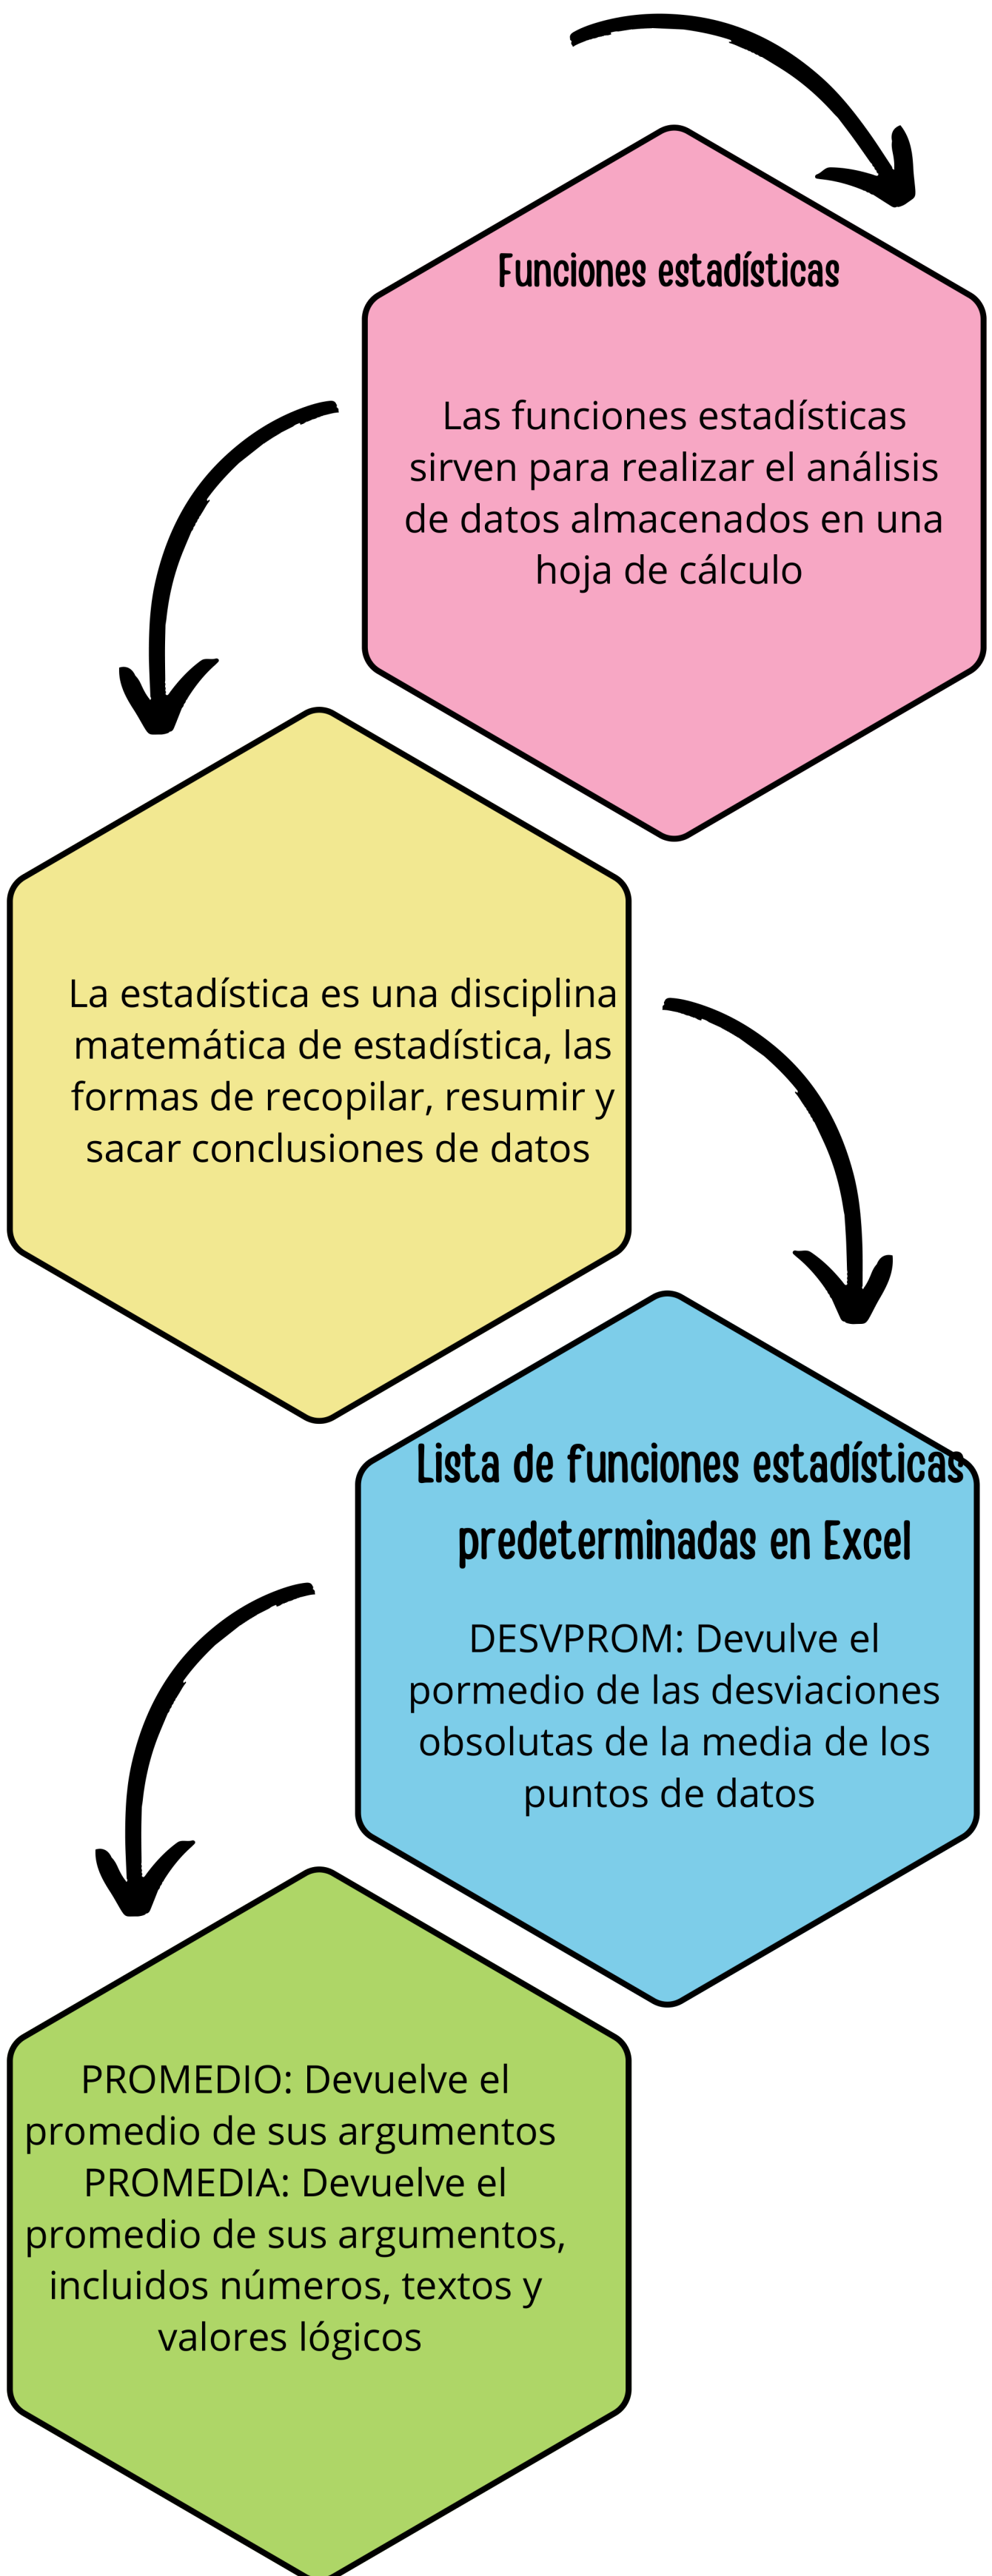 Funciones estadísticas
Las funciones estadísticas
sirven para realizar el análisis
de datos almacenados en una
hoja de cálculo
La estadística es una disciplina
matemática de estadística, las
formas de recopilar, resumir y
sacar conclusiones de datos
Lista de funciones estadísticas
predeterminadas en Excel
DESVPROM: Devulve el
pormedio de las desviaciones
obsolutas de la media de los
puntos de datos
PROMEDIO: Devuelve el
promedio de sus argumentos
PROMEDIA: Devuelve el
promedio de sus argumentos,
incluidos números, textos y
valores lógicos